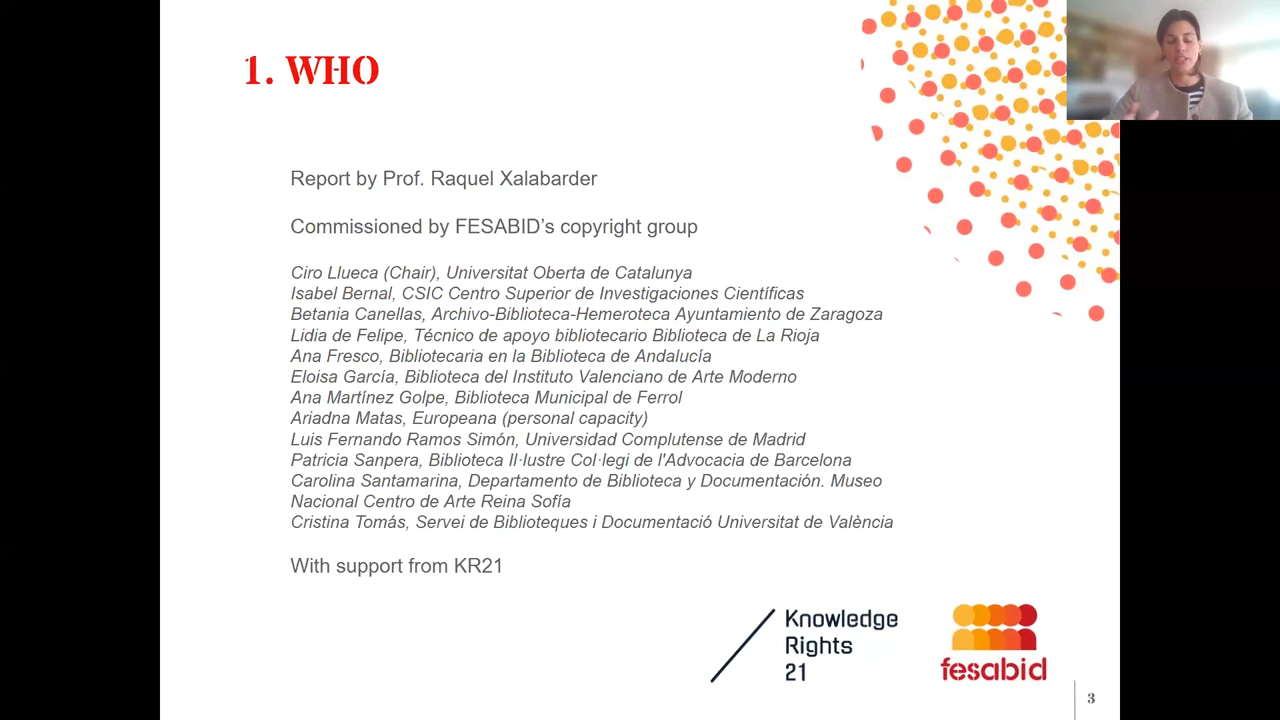 1. WHO
Report by Prof. Raquel Xalabarder
Commissioned by FESABID’s copyright group
Ciro Llueca (Chair), Universitat Oberta de Catalunya
Isabel Bernal, CSIC Centro Superior de Investigaciones Científicas
Betania Canellas, Archivo-Biblioteca-Hemeroteca Ayuntamiento de Zaragoza
Lidia de Felipe, Técnico de apoyo bibliotecario Biblioteca de La Rioja
Ana Fresco, Bibliotecaria en la Biblioteca de Andalucía
Eloisa García, Biblioteca del Instituto Valenciano de Arte Moderno
Ana Martínez Golpe, Biblioteca Municipal de Ferrol
Ariadna Matas, Europeana (personal capacity)
Luis Fernando Ramos Simón, Universidad Complutense de Madrid
Patricia Sanpera, Biblioteca Il·lustre Col·legi de l'Advocacia de Barcelona
Carolina Santamarina, Departamento de Biblioteca y Documentación. Museo
Nacional Centro de Arte Reina Sofía
Cristina Tomás, Servei de Biblioteques i Documentació Universitat de València
With support from KR21
Knowledge
Rights
21
fesabid
3